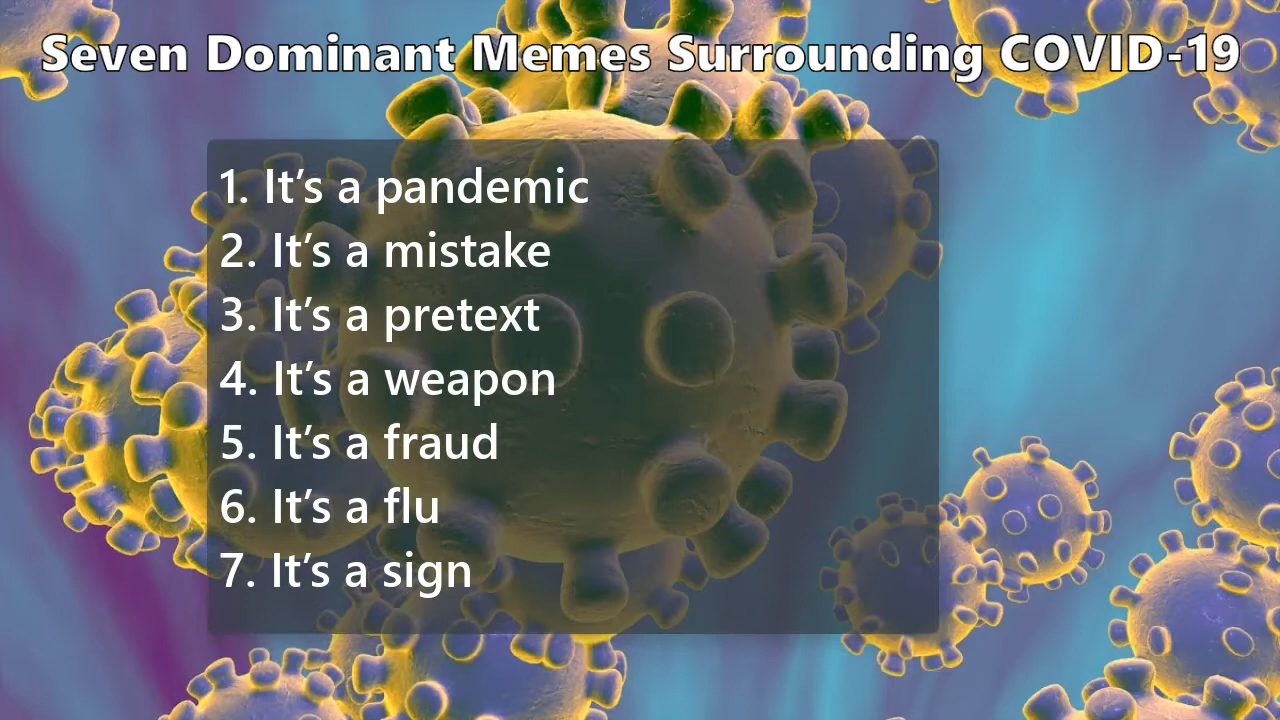 Seven Dominant Memes Surrounding COVID-19
1. It’s a pandemic
2. It’s a mistake
3. It’s a pretext
4. It’s a weapon
5. It’s a fraud
6. It’s a flu
7. It’s a sign